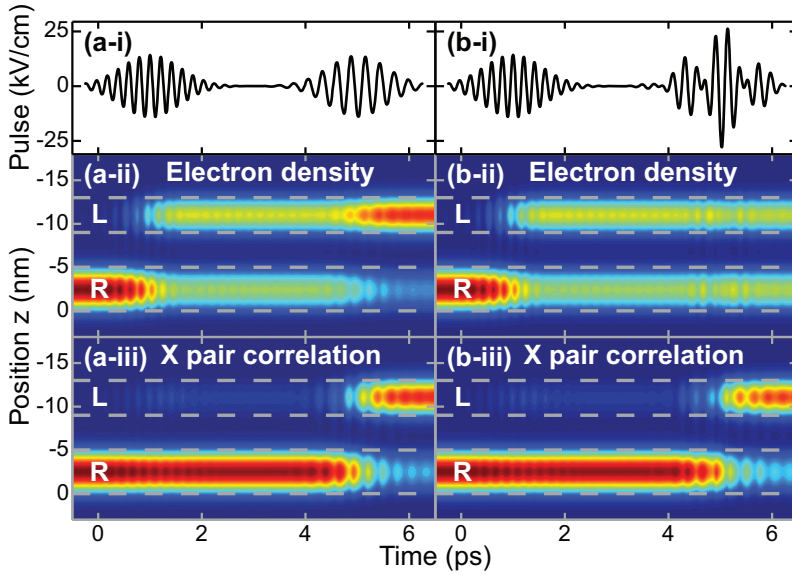 (a-i)
(b-i)
Pulse (kV/cm)
25
0
-25
(a-ii) Electron density
(b-ii) Electron density
L
L
R
R
-15
-10
-5
0
Position z (nm)
(a-iii) X pair correlation
(b-iii) X pair correlation
L
L
R
R
-15
-10
-5
0
0 2 4 6 0 2 4 6
Time (ps)